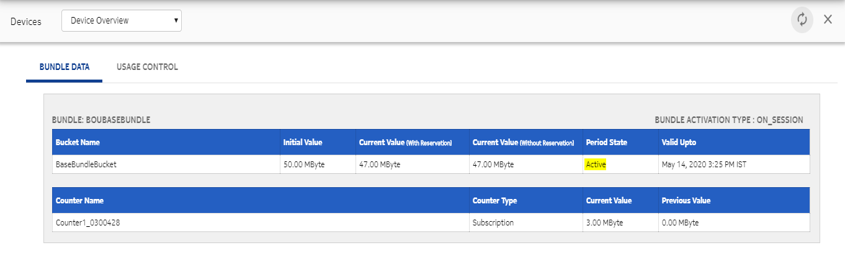 Devices Device Overview
BUNDLE DATA USAGE CONTROL
BUNDLE: BOUBASEBUNDLE BUNDLE ACTIVATION TYPE : ON_SESSION
Bucket Name Initial Value Current Value (With Reservation) Current Value (Without Reservation) Period State Valid Upto
BaseBundleBucket 50.00 MByte 47.00 MByte 47.00 MByte Active May 14, 2020 3:25 PM IST
Counter Name Counter Type Current Value Previous Value
Counter1_0300428 Subscription 3.00 MByte 0.00 MByte